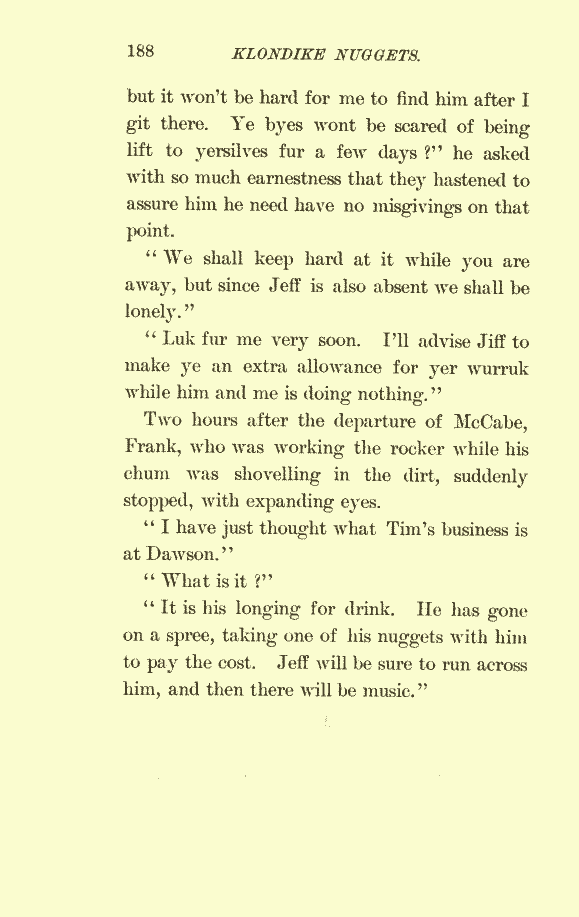 188 KLONDIKE NUGGETS.
but it won't be hard for me to find him after I
git there. Ye byes wont be scared of being
lift to yersilves fur a few days ?" he asked
with so much earnestness that they hastened to
assure him he need have no misgivings on that
point.
"We shall keep hard at it while you are
away, but since Jeff is also absent we shall be
lonely."
"Luk fur me very soon. I'll advise Jiff to
make ye an extra allowance for yer wurruk
while him and me is doing nothing."
Two hours after the departure of McCabe,
Frank, who was working the rocker while his
chum was shovelling in the dirt, suddenly
stopped, with expanding eyes.
"I have just thought what Tim's business is
at Dawson."
"What is it ?"
"It is his longing for drink. He has gone
on a spree, taking one of his nuggets with him
to pay the cost. Jeff will be sure to run across
him, and then there will be music."